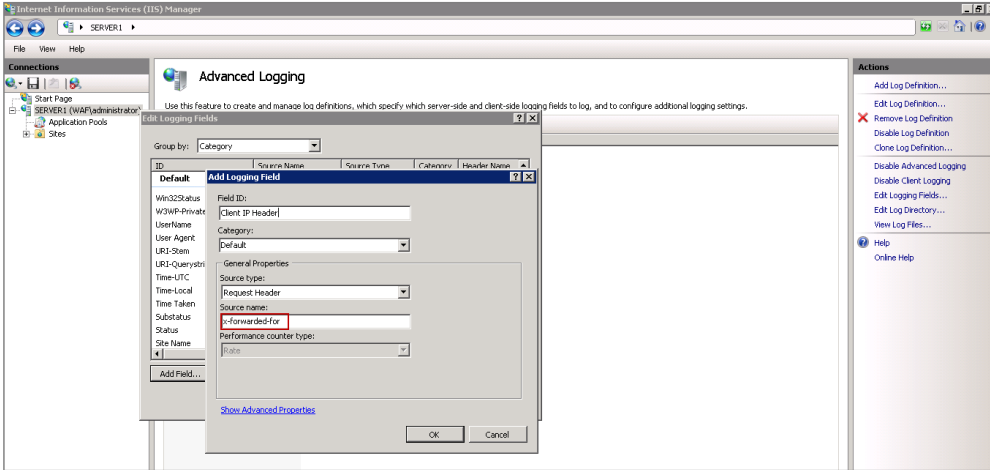 Internet Information Services (IIS) Manager
SERVER1
File View Help
Connections
Start Page
SERVER1 (WAF\administrator)
Application Pools
Sites
Advanced Logging
Use this feature to create and manage log definitions, which specify which server-side and client-side logging fields to log, and to configure additional logging settings.
Edit Logging Fields
Group by: Category
ID Source Name Source Type Category Header Name
Default
Win32Status
W3WP-Private
UserName
User Agent
URI-Stem
URI-Querystri
Time-UTC
Time-Local
Time Taken
Substatus
Status
Site Name
Add Field...
Add Logging Field
Field ID:
Client IP Header
Category:
Default
General Properties
Source type:
Request Header
Source name:
x-forwarded-for
Performance counter type:
Rate
Show Advanced Properties
OK Cancel
Actions
Add Log Definition...
Edit Log Definition...
Remove Log Definition
Disable Log Definition
Clone Log Definition...
Disable Advanced Logging
Disable Client Logging
Edit Logging Fields...
Edit Log Directory...
View Log Files...
Help
Online Help